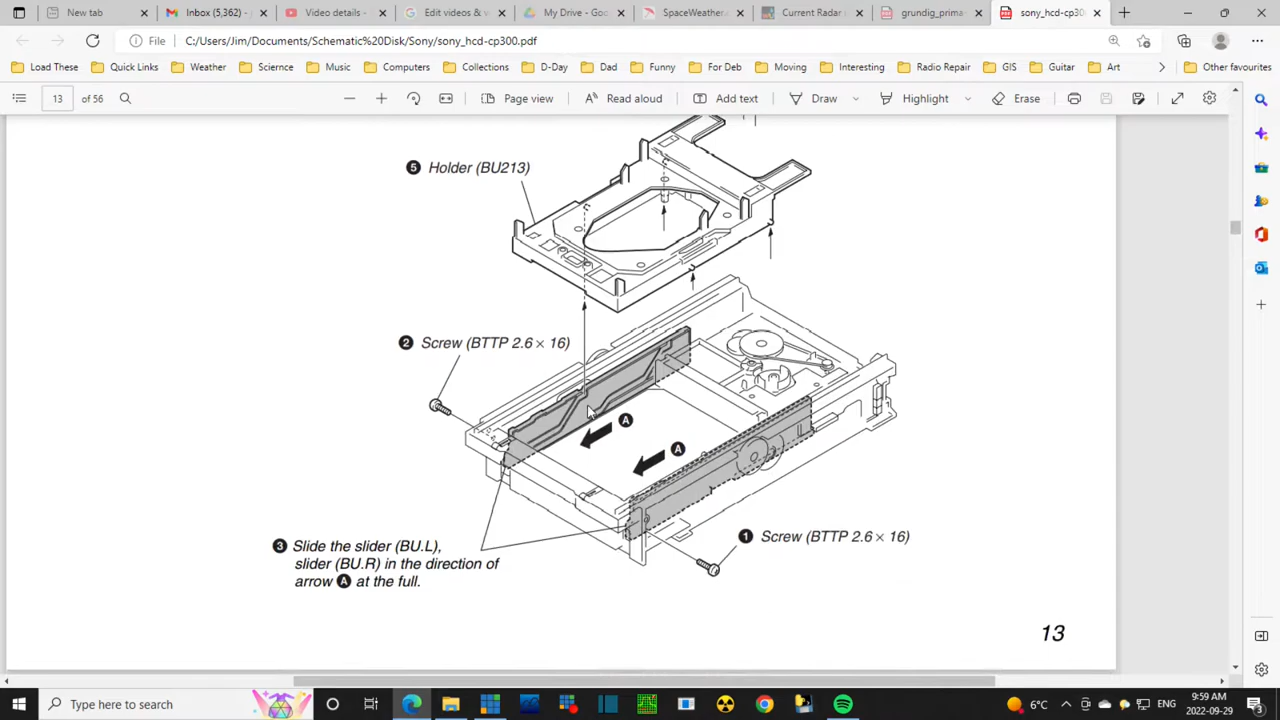 New tab
Inbox (5,362) - j
Video details -
Edit videos & v
My Drive - Goo
SpaceWeather.
Current Radar
grundig_prima
sony_hcd-cp30
File
C:/Users/Jim/Documents/Schematic%20Disk/Sony/sony_hcd-cp300.pdf
Load These
Quick Links
Weather
Sciernce
Music
Computers
Collections
D-Day
Dad
Funny
For Deb
Moving
Interesting
Radio Repair
GIS
Guitar
Art
Other favourites
13 of 56
Page view
Read aloud
Add text
Draw
Highlight
Erase
5 Holder (BU213)
2 Screw (BTTP 2.6 × 16)
A
A
1 Screw (BTTP 2.6 × 16)
3 Slide the slider (BU.L),
slider (BU.R) in the direction of
arrow A at the full.
13
Type here to search
6°C
ENG
9:59 AM
2022-09-29
3